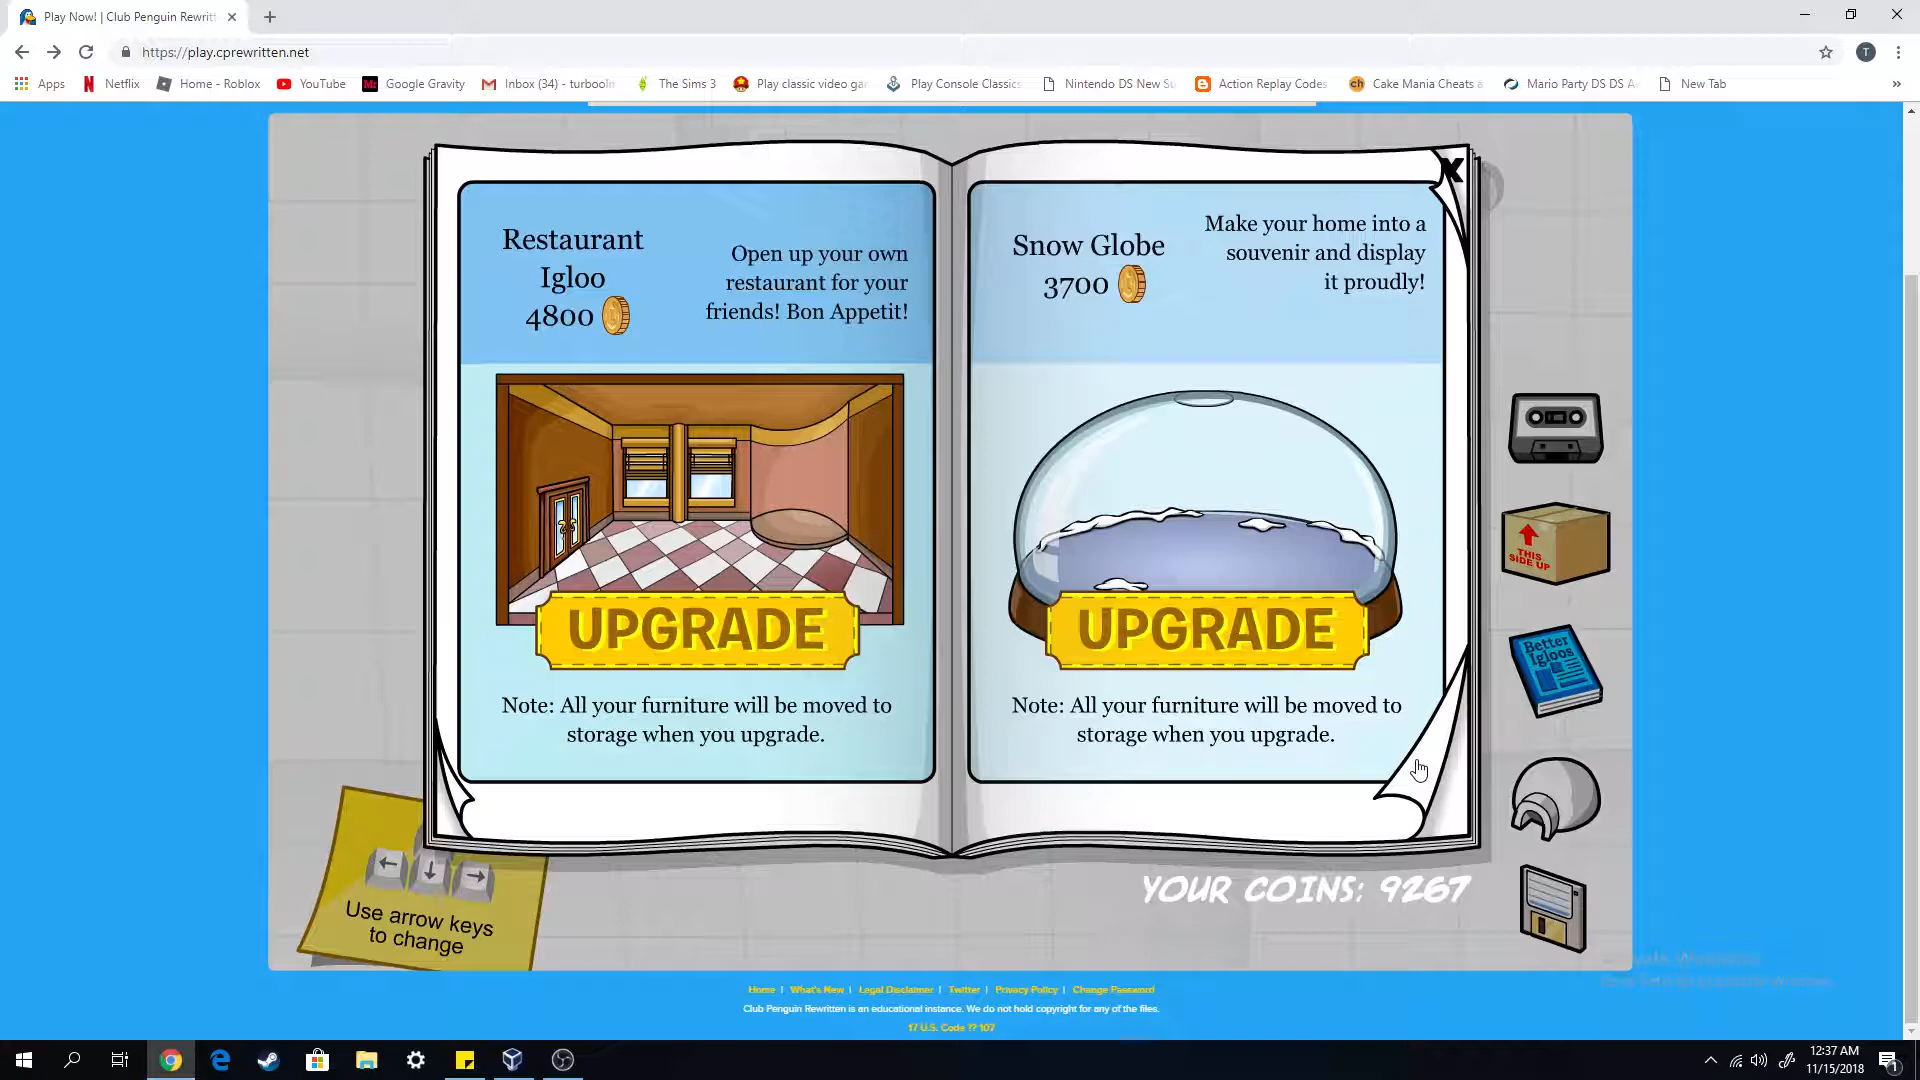 Play Now! | Club Penguin Rewritt
https://play.cprewritten.net
T
Apps
Netflix
Home - Roblox
YouTube
Google Gravity
Inbox (34) - turbooln
The Sims 3
Play classic video gar
Play Console Classics
Nintendo DS New Su
Action Replay Codes
Cake Mania Cheats a
Mario Party DS DS A
New Tab
Restaurant
Igloo
4800
Open up your own
restaurant for your
friends! Bon Appetit!
UPGRADE
Note: All your furniture will be moved to
storage when you upgrade.
Snow Globe
3700
Make your home into a
souvenir and display
it proudly!
UPGRADE
Note: All your furniture will be moved to
storage when you upgrade.
X
THIS
SIDE UP
Better
Igloos
Use arrow keys
to change
YOUR COINS: 9267
Home | What's New | Legal Disclaimer | Twitter | Privacy Policy | Change Password
Club Penguin Rewritten is an educational instance. We do not hold copyright for any of the files.
17 U.S. Code ?? 107
12:37 AM
11/15/2018
1